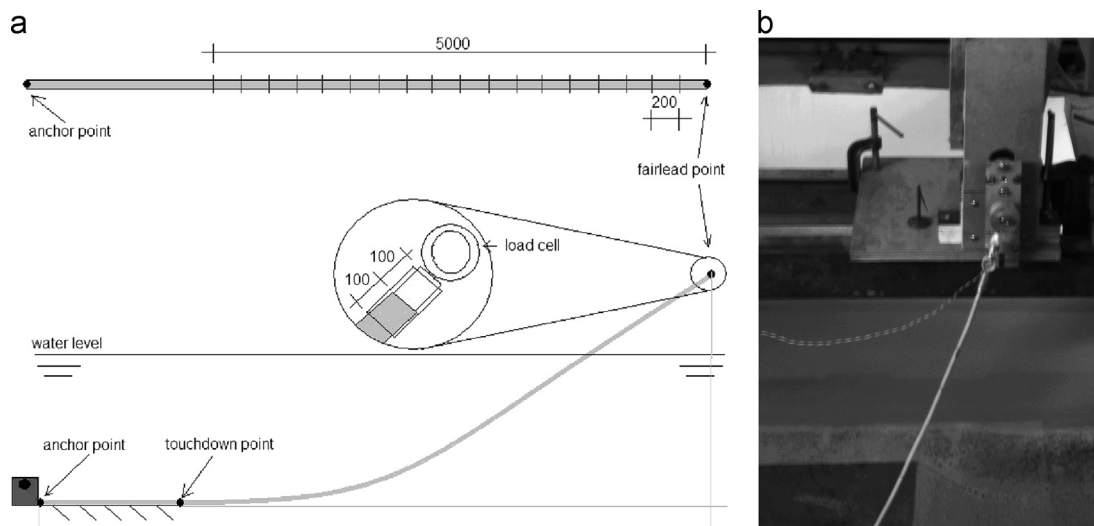 a
b
5000
200
anchor point
fairlead point
load cell
100
100
water level
anchor point
touchdown point